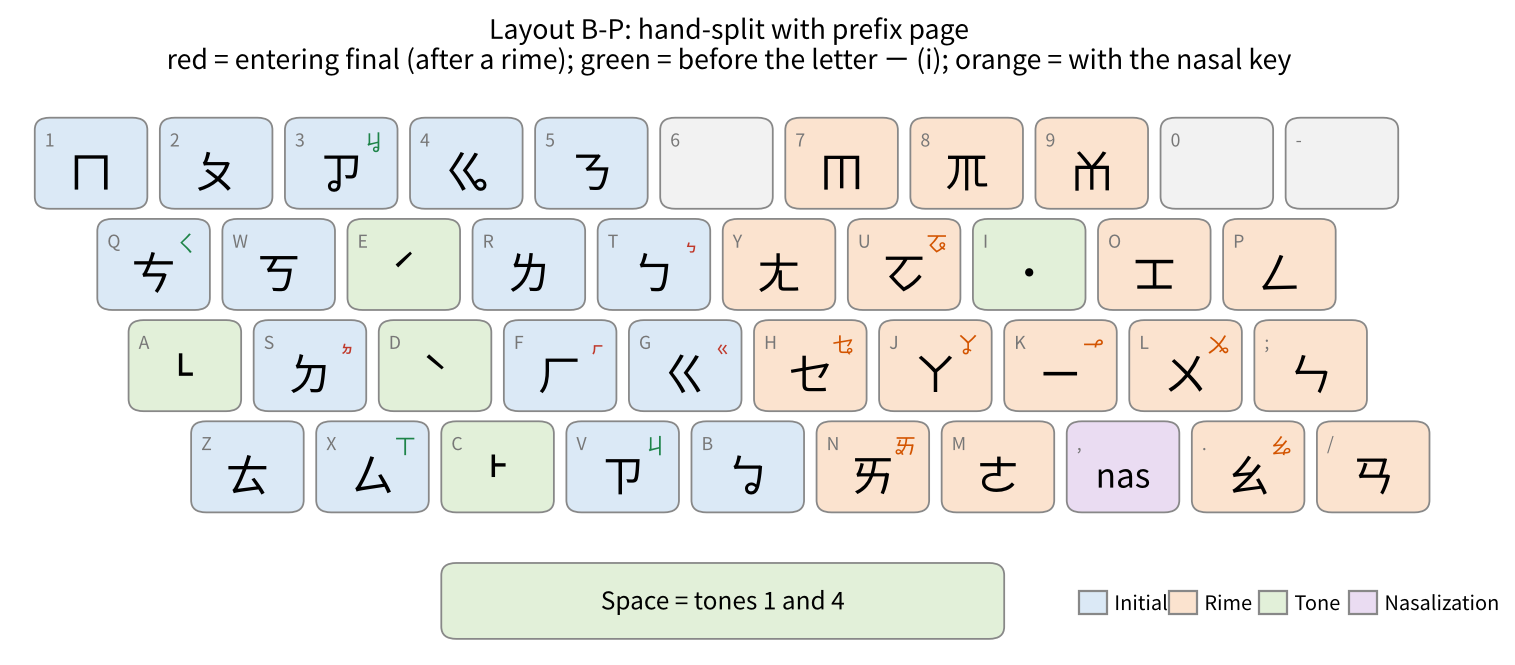 Layout B-P: hand-split with prefix page
red = entering final (after a rime); green = before the letter ㄧ (i); orange = with the nasal key
1 ㄇ 2 ㄆ 3 ㆡ ㆢ 4 ㆣ 5 ㄋ 6 7 ㆬ 8 ㆭ 9 ㆰ 0 -
Q ㄘ ㄑ W ㄎ E ˊ R ㄌ T ㄅ ㆴ Y ㄤ U ㆦ ㆧ I ˙ O ㆲ P ㄥ
A ˪ S ㄉ ㆵ D ˋ F ㄏ ㆷ G ㄍ ㆻ H ㆤ ㆥ J ㄚ ㆩ K ㄧ ㆪ L ㄨ ㆫ ; ㄣ
Z ㄊ X ㄙ ㄒ C ˫ V ㄗ ㄐ B ㆠ N ㄞ ㆮ M ㄜ , nas . ㄠ ㆯ / ㄢ
Space = tones 1 and 4
Initial Rime Tone Nasalization